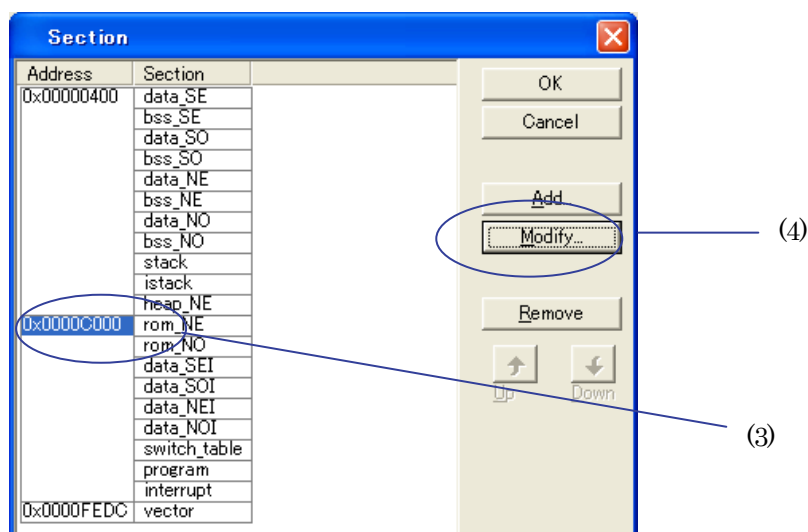 Section
Address Section
0x00000400 data_SE
bss_SE
data_SO
bss_SO
data_NE
bss_NE
data_NO
bss_NO
stack
istack
heap_NE
0x0000C000 rom_NE
rom_NO
data_SEI
data_SOI
data_NEI
data_NOI
switch_table
program
interrupt
0x0000FEDC vector
OK
Cancel
Add...
Modify...
Remove
Up Down
(4)
(3)